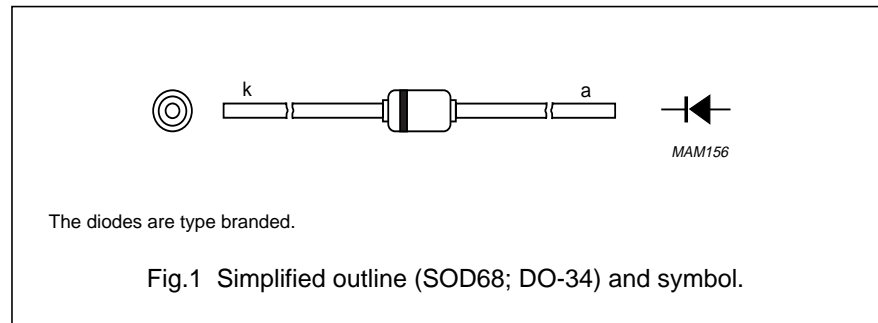 k
a
MAM156
The diodes are type branded.
Fig.1 Simplified outline (SOD68; DO-34) and symbol.